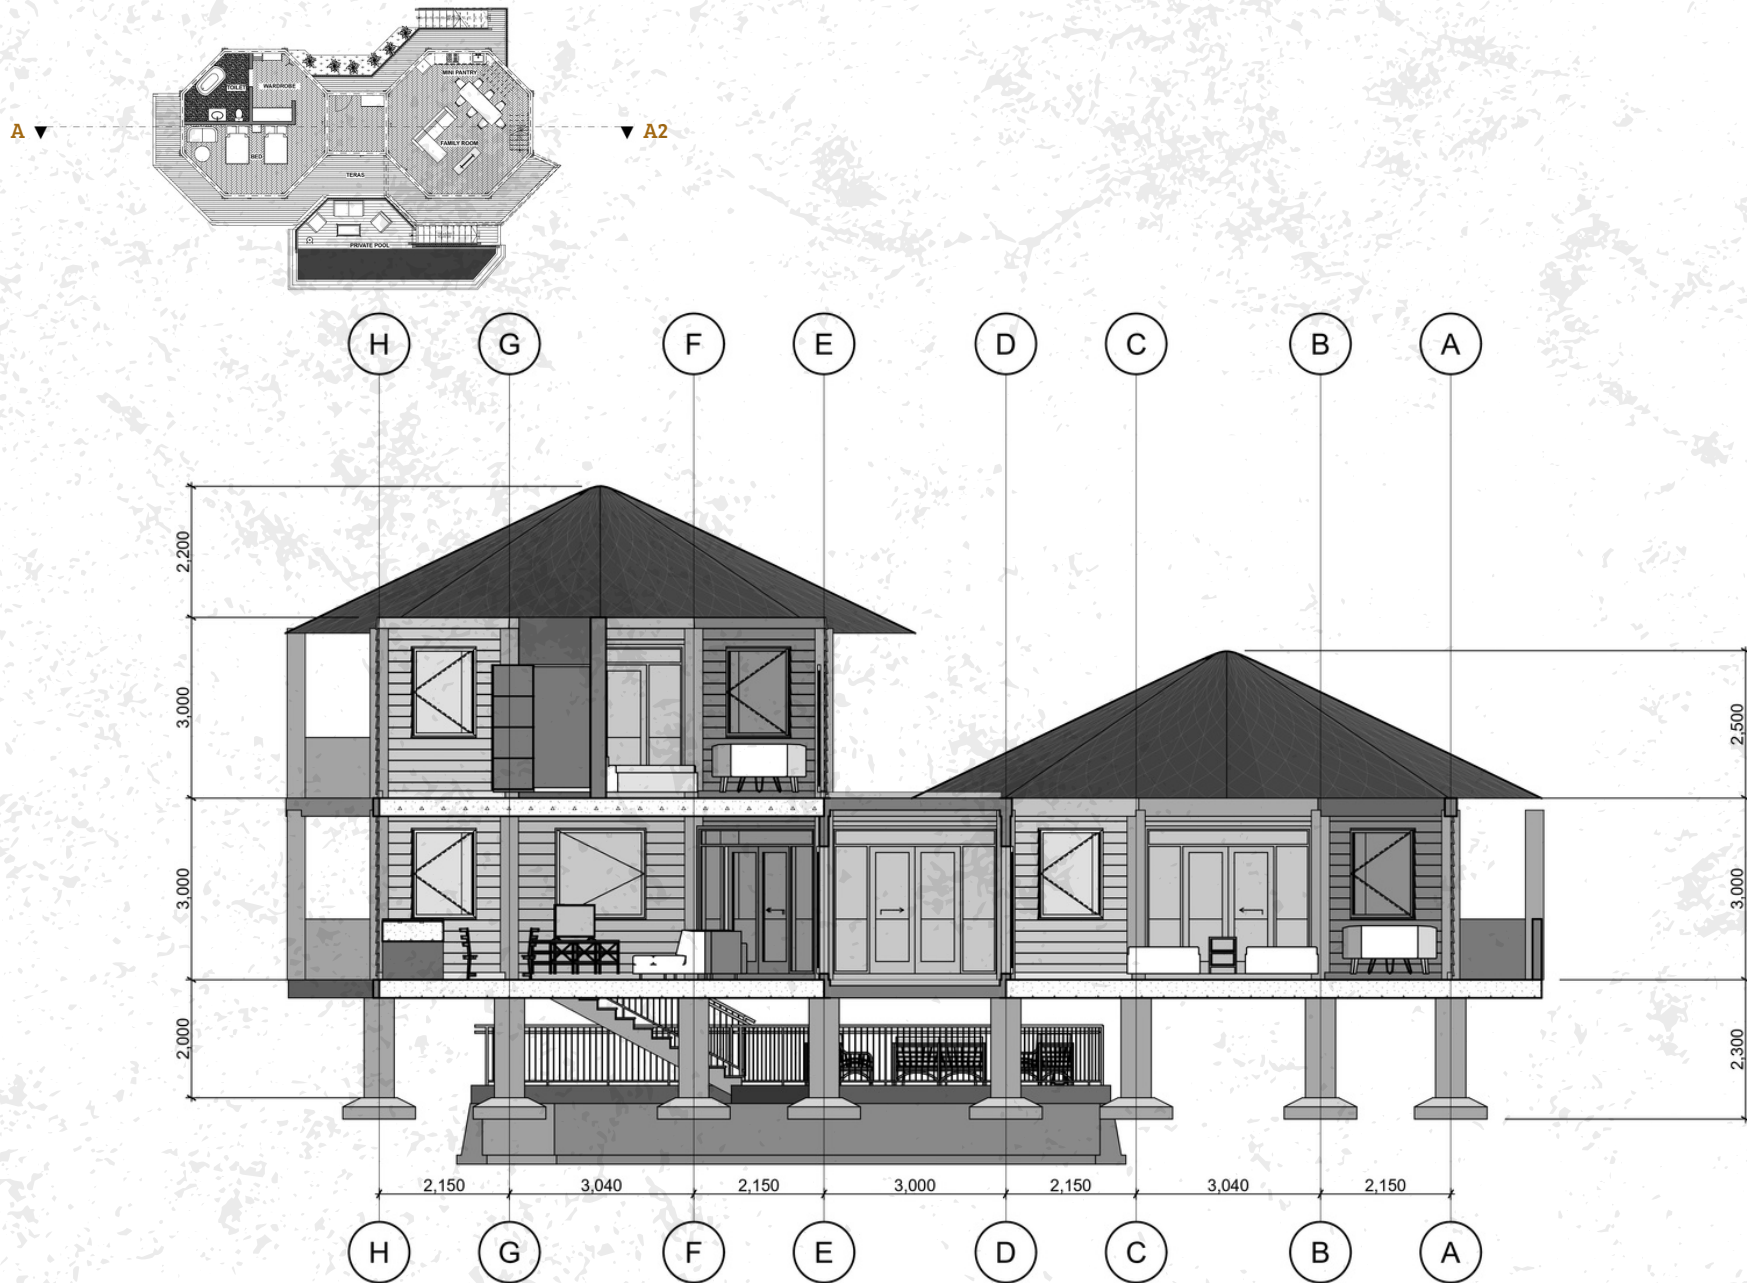 MINI PANTRY
TOILET
WARDROBE
A
A2
FAMILY ROOM
BED
TERAS
PRIVATE POOL
H G F E D C B A
2,200
3,000
3,000
2,000
2,500
3,000
2,300
2,150 3,040 2,150 3,000 2,150 3,040 2,150
H G F E D C B A